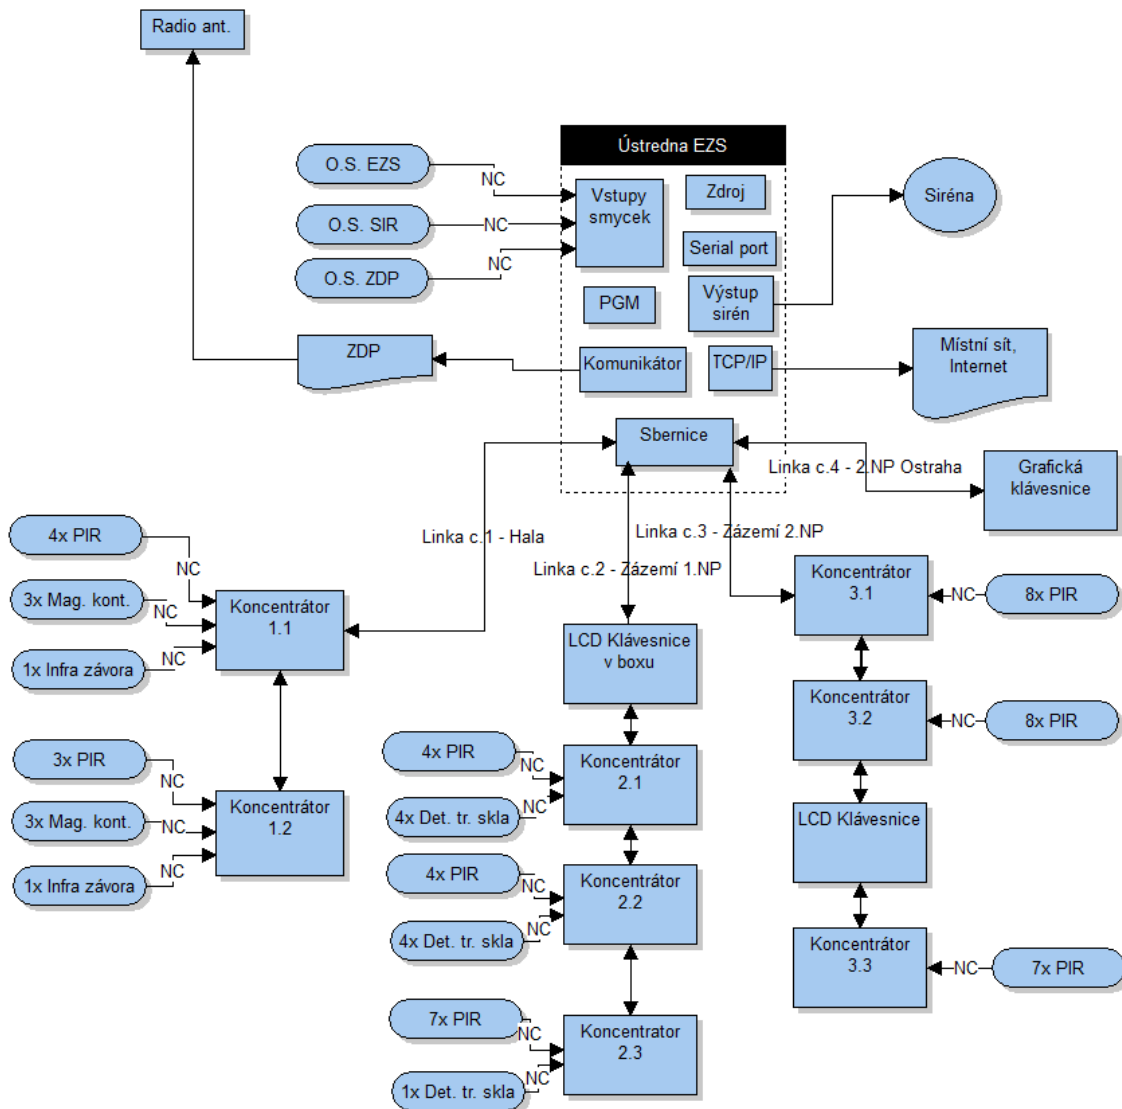 Radio ant.
Ústredna EZS
O.S. EZS
NC
Vstupy
smycek
Zdroj
Siréna
O.S. SIR
NC
Serial port
O.S. ZDP
NC
PGM
Výstup
sirén
ZDP
Komunikátor
TCP/IP
Místní sít,
Internet
Sbernice
Linka c.4 - 2.NP Ostraha
Grafická
klávesnice
Linka c.1 - Hala
Linka c.3 - Zázemí 2.NP
Linka c.2 - Zázemí 1.NP
4x PIR
NC
3x Mag. kont.
NC
1x Infra závora
NC
Koncentrátor
1.1
3x PIR
NC
3x Mag. kont.
NC
1x Infra závora
NC
Koncentrátor
1.2
LCD Klávesnice
v boxu
4x PIR
NC
4x Det. tr. skla
NC
Koncentrátor
2.1
4x PIR
NC
4x Det. tr. skla
NC
Koncentrátor
2.2
7x PIR
NC
1x Det. tr. skla
NC
Koncentrator
2.3
Koncentrátor
3.1
NC
8x PIR
Koncentrátor
3.2
NC
8x PIR
LCD Klávesnice
Koncentrátor
3.3
NC
7x PIR